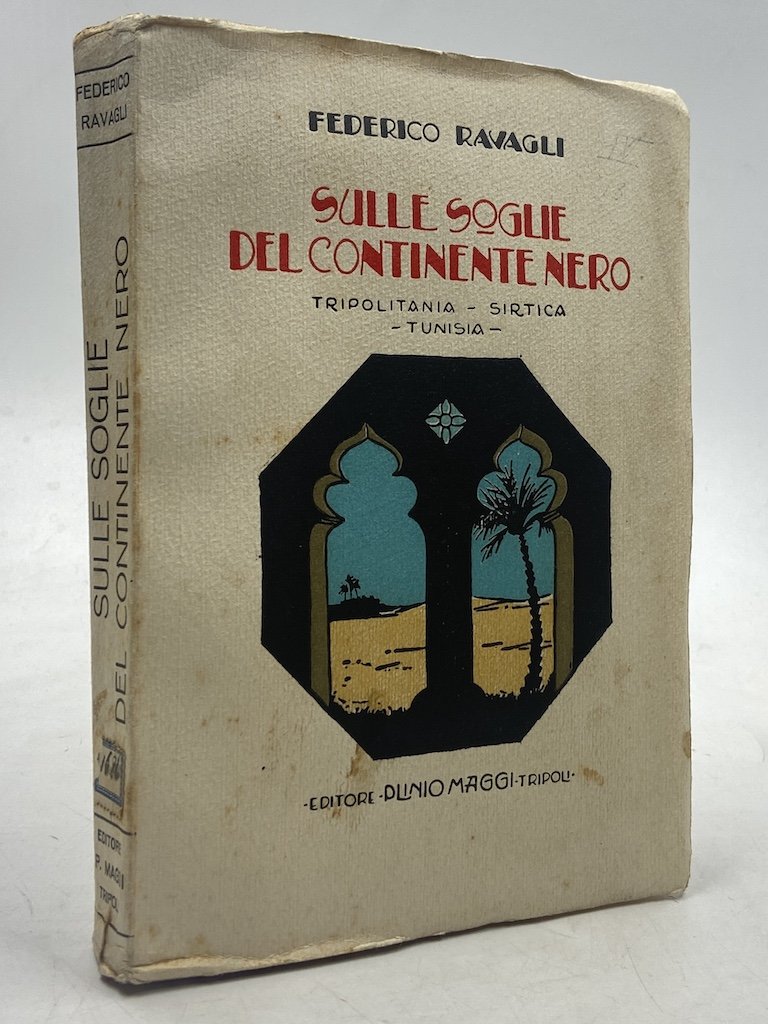 FEDERICO
RAVAGLI
SULLE SOGLIE
DEL CONTINENTE NERO
EDITORE
P. MAGGI
TRIPO.
FEDERICO RAVAGLI
SULLE SOGLIE
DEL CONTINENTE NERO
TRIPOLITANIA - SIRTICA
- TUNISIA -
·EDITORE·PLINIO MAGGI·TRIPOLI·